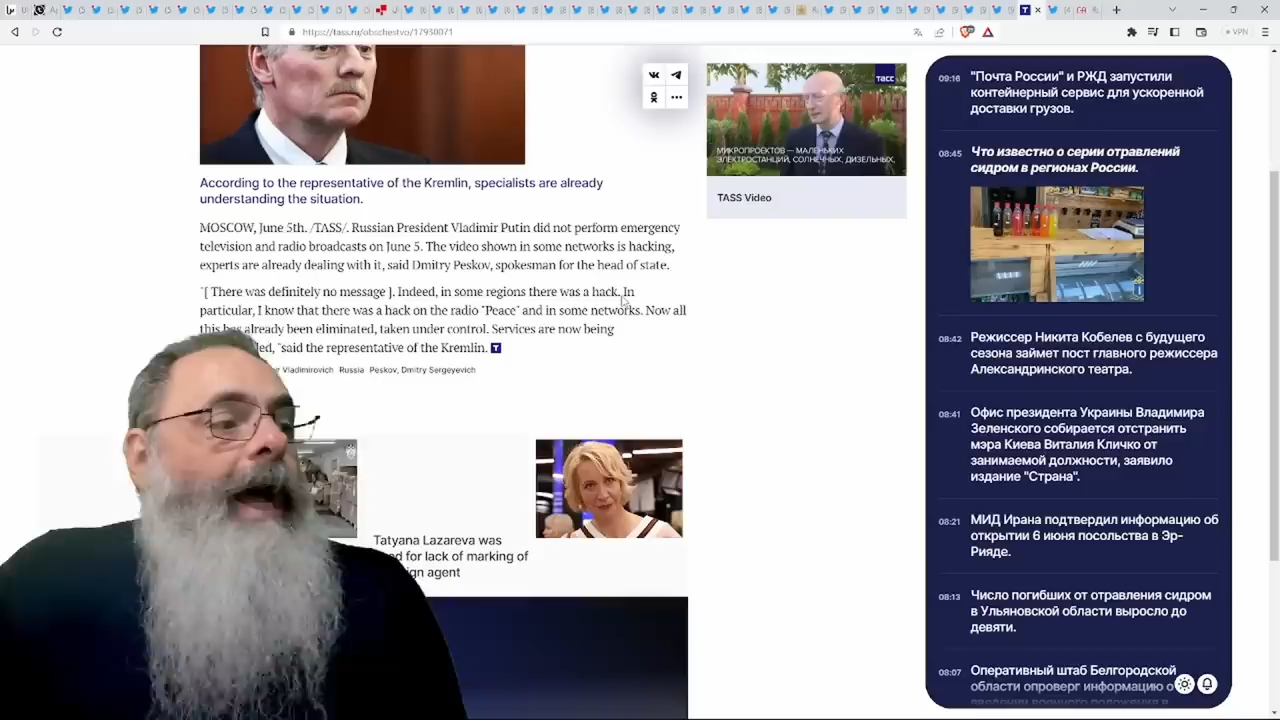 https://tass.ru/obschestvo/17930071
VPN
According to the representative of the Kremlin, specialists are already
understanding the situation.
MOSCOW, June 5th. /TASS/. Russian President Vladimir Putin did not perform emergency
television and radio broadcasts on June 5. The video shown in some networks is hacking,
experts are already dealing with it, said Dmitry Peskov, spokesman for the head of state.
"[ There was definitely no message ]. Indeed, in some regions there was a hack. In
particular, I know that there was a hack on the radio "Peace" and in some networks. Now all
this has already been eliminated, taken under control. Services are now being
"said the representative of the Kremlin.
Vladimirovich Russia Peskov, Dmitry Sergeyevich
Tatyana Lazareva was
for lack of marking of
agent
ТАСС
МИКРОПРОЕКТОВ — МАЛЕНЬКИХ
ЭЛЕКТРОСТАНЦИЙ, СОЛНЕЧНЫХ, ДИЗЕЛЬНЫХ,
TASS Video
09:16 "Почта России" и РЖД запустили
контейнерный сервис для ускоренной
доставки грузов.
08:45 Что известно о серии отравлений
сидром в регионах России.
08:42 Режиссер Никита Кобелев с будущего
сезона займет пост главного режиссера
Александринского театра.
08:41 Офис президента Украины Владимира
Зеленского собирается отстранить
мэра Киева Виталия Кличко от
занимаемой должности, заявило
издание "Страна".
08:21 МИД Ирана подтвердил информацию об
открытии 6 июня посольства в Эр-
Рияде.
08:13 Число погибших от отравления сидром
в Ульяновской области выросло до
девяти.
08:07 Оперативный штаб Белгородской
области опроверг информацию о
введении военного положения в